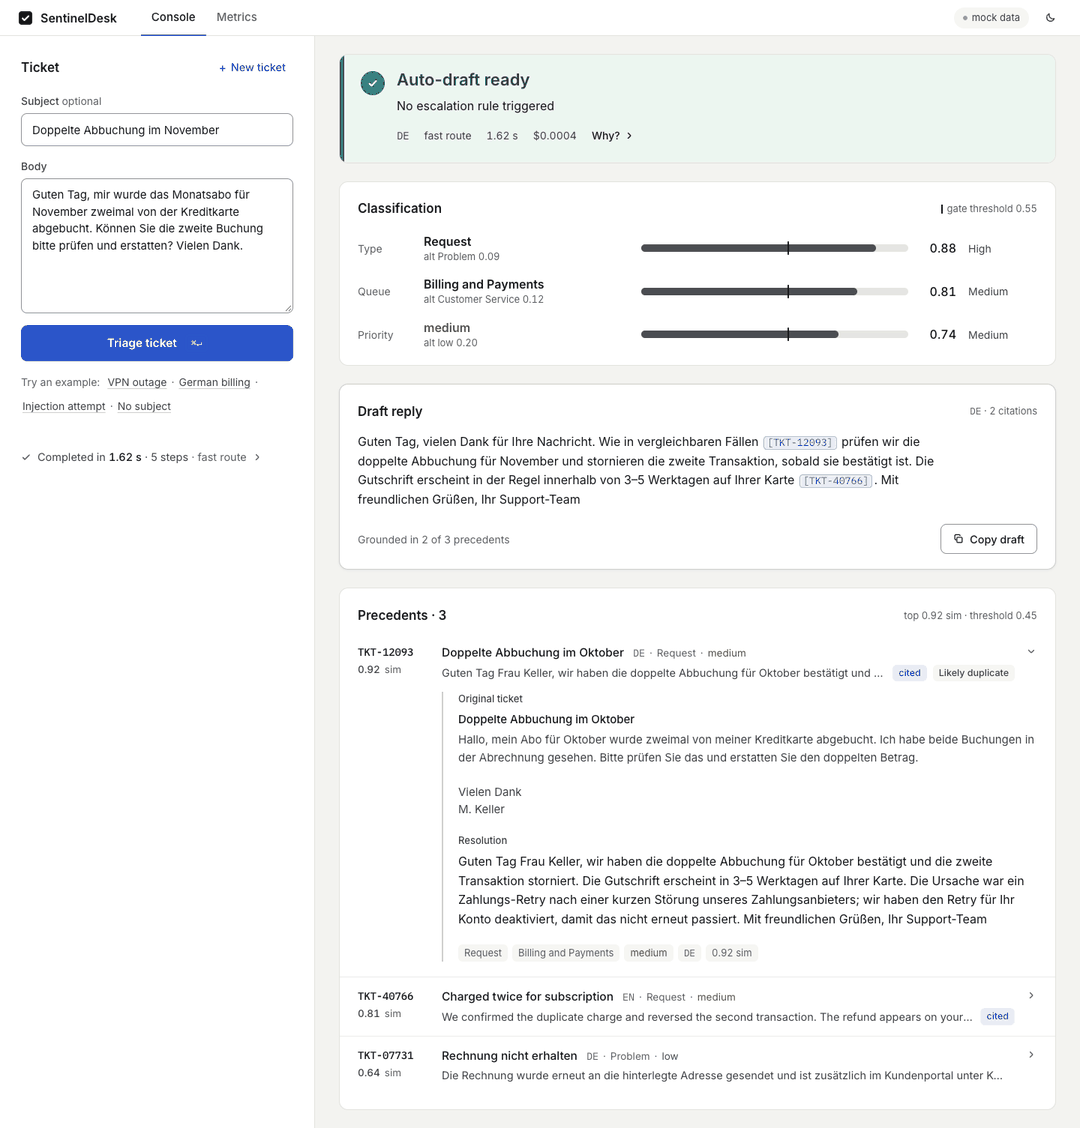 SentinelDesk
Console
Metrics
mock data
Ticket
+ New ticket
Subject optional
Doppelte Abbuchung im November
Body
Guten Tag, mir wurde das Monatsabo für
November zweimal von der Kreditkarte
abgebucht. Können Sie die zweite Buchung
bitte prüfen und erstatten? Vielen Dank.
Triage ticket
Try an example: VPN outage · German billing ·
Injection attempt · No subject
Completed in 1.62 s · 5 steps · fast route
Auto-draft ready
No escalation rule triggered
DE fast route 1.62 s $0.0004 Why?
Classification
gate threshold 0.55
Type
Request
alt Problem 0.09
0.88 High
Queue
Billing and Payments
alt Customer Service 0.12
0.81 Medium
Priority
medium
alt low 0.20
0.74 Medium
Draft reply
DE · 2 citations
Guten Tag, vielen Dank für Ihre Nachricht. Wie in vergleichbaren Fällen [TKT-12093] prüfen wir die
doppelte Abbuchung für November und stornieren die zweite Transaktion, sobald sie bestätigt ist. Die
Gutschrift erscheint in der Regel innerhalb von 3–5 Werktagen auf Ihrer Karte [TKT-40766]. Mit
freundlichen Grüßen, Ihr Support-Team
Grounded in 2 of 3 precedents
Copy draft
Precedents · 3
top 0.92 sim · threshold 0.45
TKT-12093
0.92 sim
Doppelte Abbuchung im Oktober DE · Request · medium
Guten Tag Frau Keller, wir haben die doppelte Abbuchung für Oktober bestätigt und ... cited Likely duplicate
Original ticket
Doppelte Abbuchung im Oktober
Hallo, mein Abo für Oktober wurde zweimal von meiner Kreditkarte abgebucht. Ich habe beide Buchungen in
der Abrechnung gesehen. Bitte prüfen Sie das und erstatten Sie den doppelten Betrag.
Vielen Dank
M. Keller
Resolution
Guten Tag Frau Keller, wir haben die doppelte Abbuchung für Oktober bestätigt und die zweite
Transaktion storniert. Die Gutschrift erscheint in 3–5 Werktagen auf Ihrer Karte. Die Ursache war ein
Zahlungs-Retry nach einer kurzen Störung unseres Zahlungsanbieters; wir haben den Retry für Ihr
Konto deaktiviert, damit das nicht erneut passiert. Mit freundlichen Grüßen, Ihr Support-Team
Request Billing and Payments medium DE 0.92 sim
TKT-40766
0.81 sim
Charged twice for subscription EN · Request · medium
We confirmed the duplicate charge and reversed the second transaction. The refund appears on your... cited
TKT-07731
0.64 sim
Rechnung nicht erhalten DE · Problem · low
Die Rechnung wurde erneut an die hinterlegte Adresse gesendet und ist zusätzlich im Kundenportal unter K...